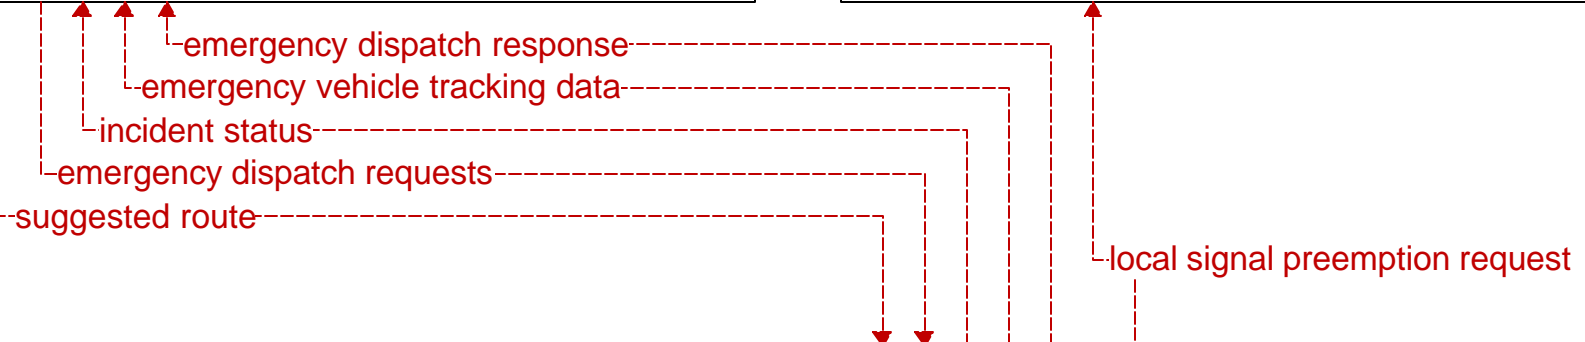 emergency dispatch response
emergency vehicle tracking data
incident status
emergency dispatch requests
suggested route
local signal preemption request